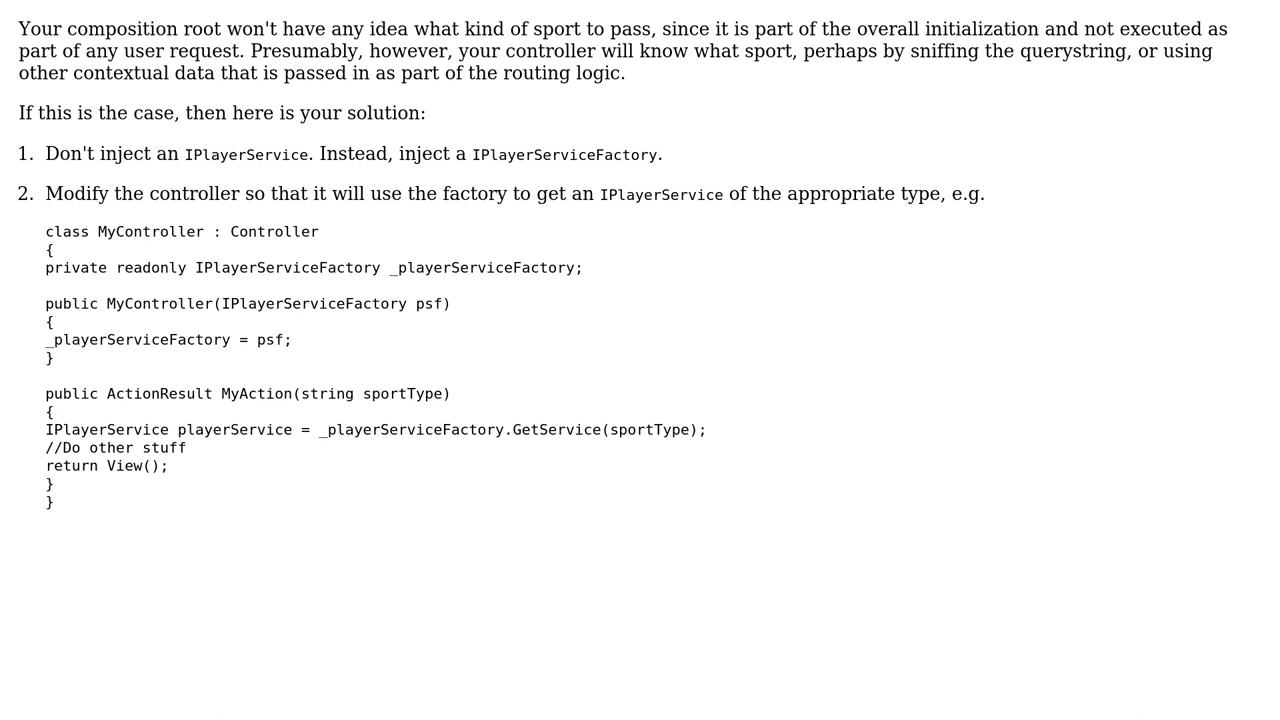 Your composition root won't have any idea what kind of sport to pass, since it is part of the overall initialization and not executed as
part of any user request. Presumably, however, your controller will know what sport, perhaps by sniffing the querystring, or using
other contextual data that is passed in as part of the routing logic.
If this is the case, then here is your solution:
1. Don't inject an IPlayerService. Instead, inject a IPlayerServiceFactory.
2. Modify the controller so that it will use the factory to get an IPlayerService of the appropriate type, e.g.
class MyController : Controller
{
private readonly IPlayerServiceFactory _playerServiceFactory;
public MyController(IPlayerServiceFactory psf)
{
_playerServiceFactory = psf;
}
public ActionResult MyAction(string sportType)
{
IPlayerService playerService = _playerServiceFactory.GetService(sportType);
//Do other stuff
return View();
}
}